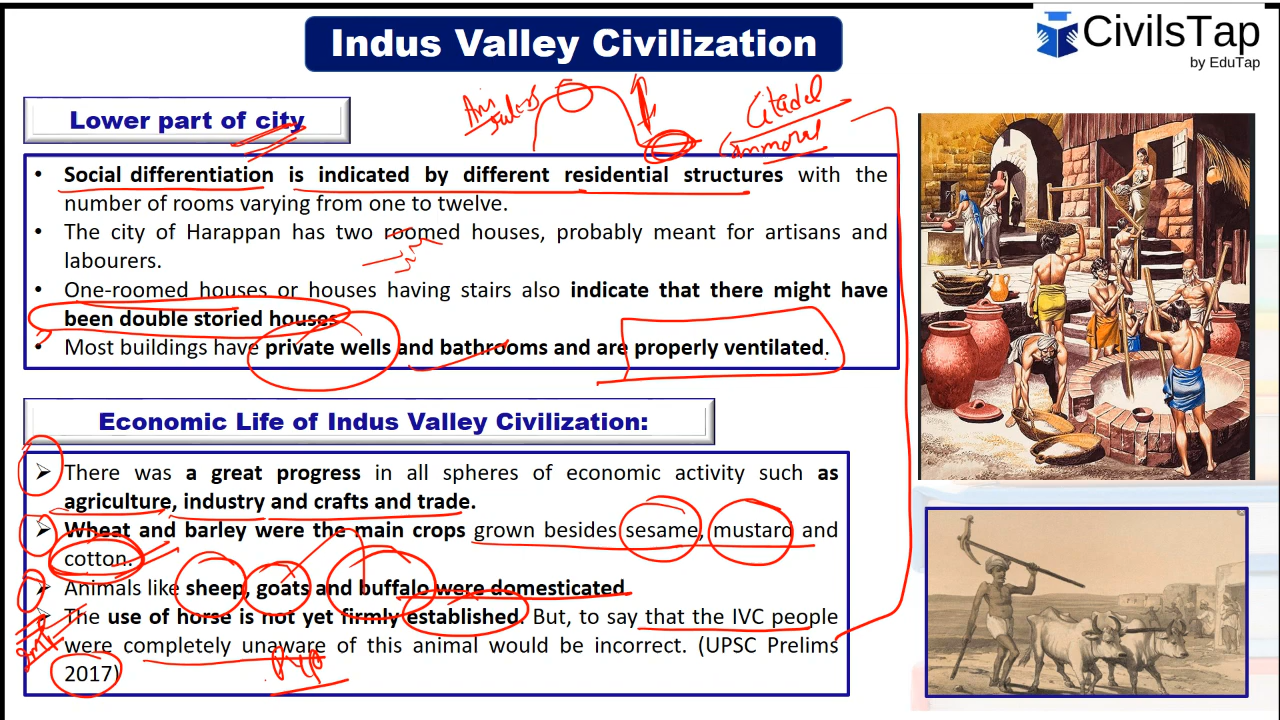 Indus Valley Civilization
CivilsTap
by EduTap
Lower part of city
Citadel
• Social differentiation is indicated by different residential structures with the
number of rooms varying from one to twelve.
• The city of Harappan has two roomed houses, probably meant for artisans and
labourers.
• One-roomed houses or houses having stairs also indicate that there might have
been double storied houses.
• Most buildings have private wells and bathrooms and are properly ventilated.
Economic Life of Indus Valley Civilization:
➤ There was a great progress in all spheres of economic activity such as
agriculture, industry and crafts and trade.
➤ Wheat and barley were the main crops grown besides sesame, mustard and
cotton.
➤ Animals like sheep, goats and buffalo were domesticated.
➤ The use of horse is not yet firmly established. But, to say that the IVC people
were completely unaware of this animal would be incorrect. (UPSC Prelims
2017)